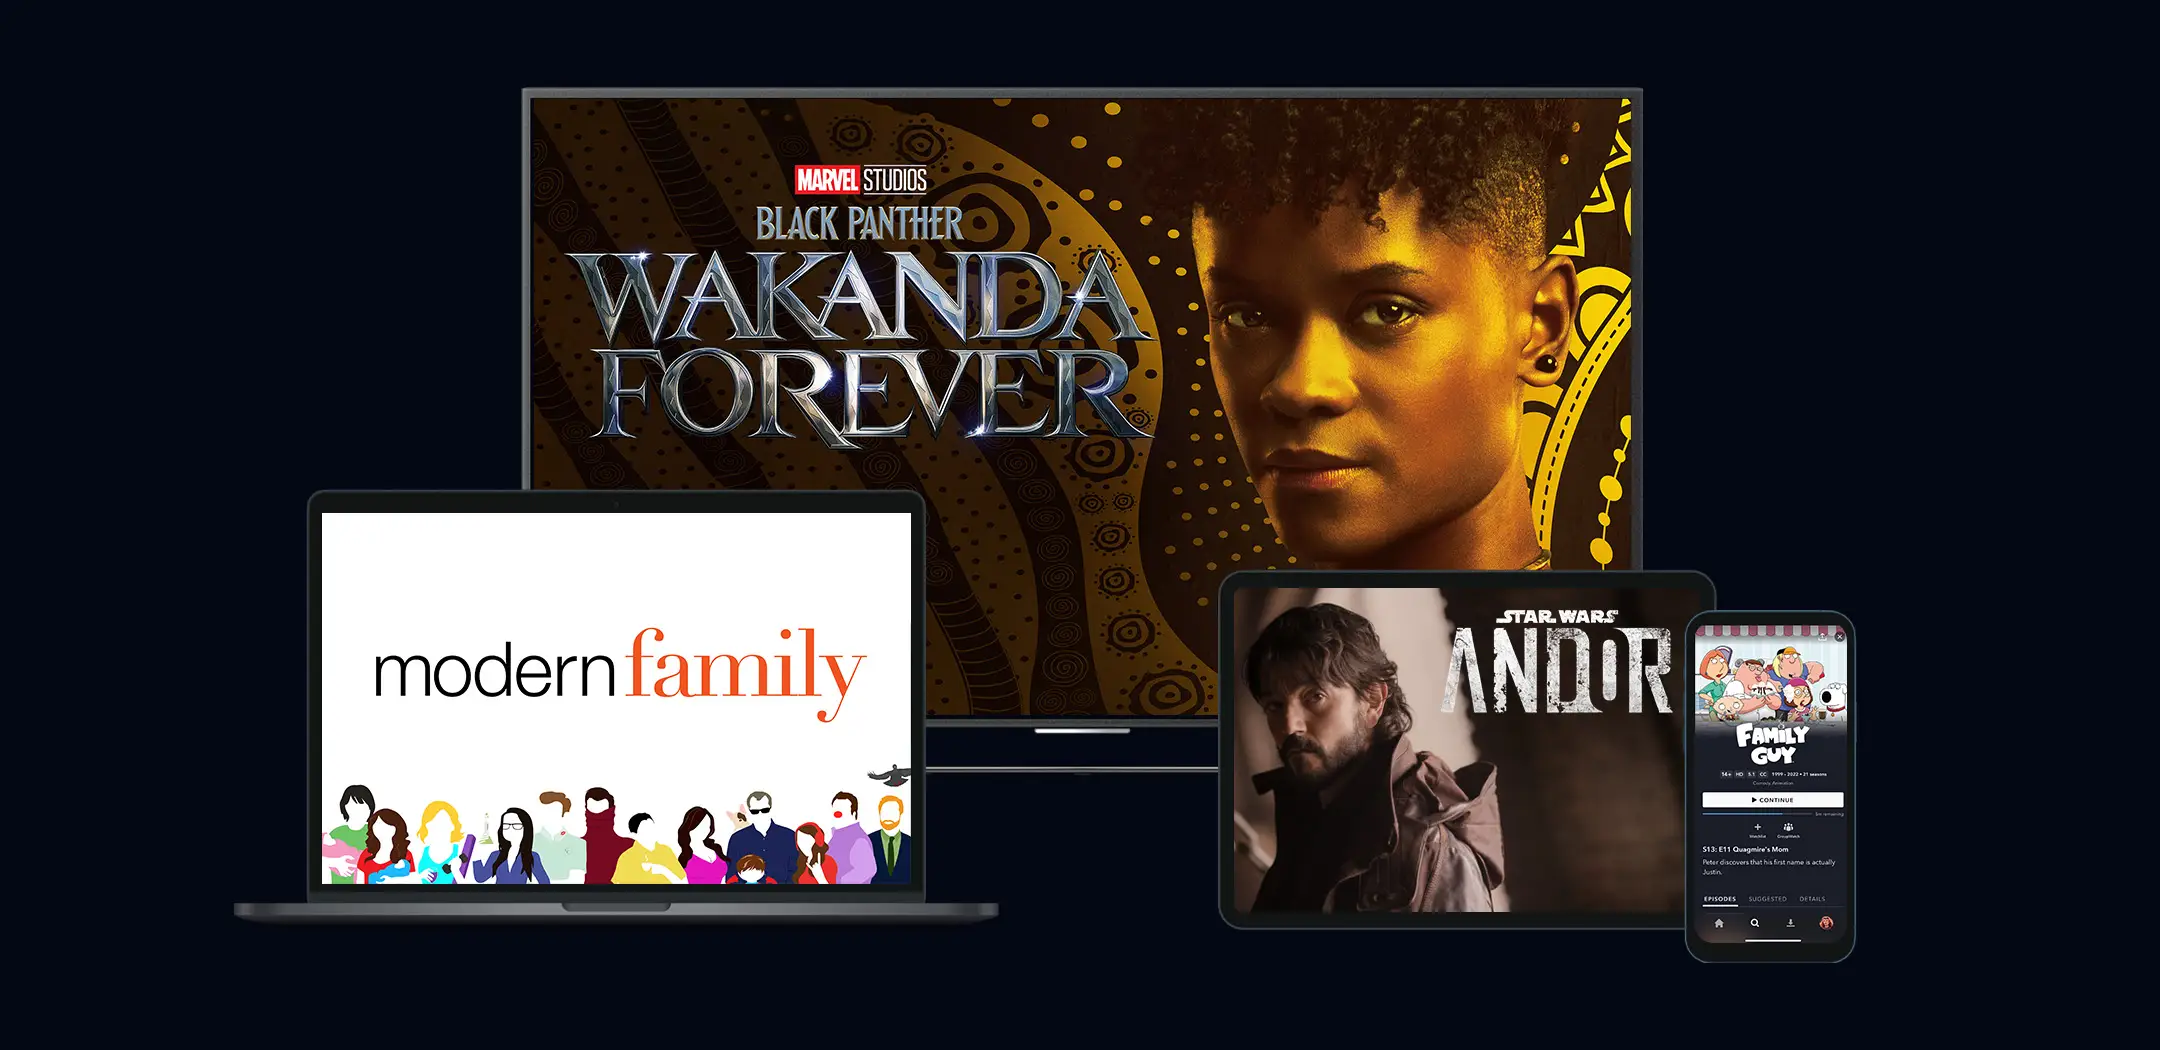 MARVEL STUDIOS
BLACK PANTHER
WAKANDA
FOREVER
modern family
STAR WARS
ANDOR
FAMILY
GUY
14+ HD 5.1 CC 1999 - 2022 • 21 seasons
Comedy, Animation
CONTINUE
5m remaining
Watchlist GroupWatch
S13: E11 Quagmire's Mom
Peter discovers that his first name is actually
Justin.
EPISODES SUGGESTED DETAILS